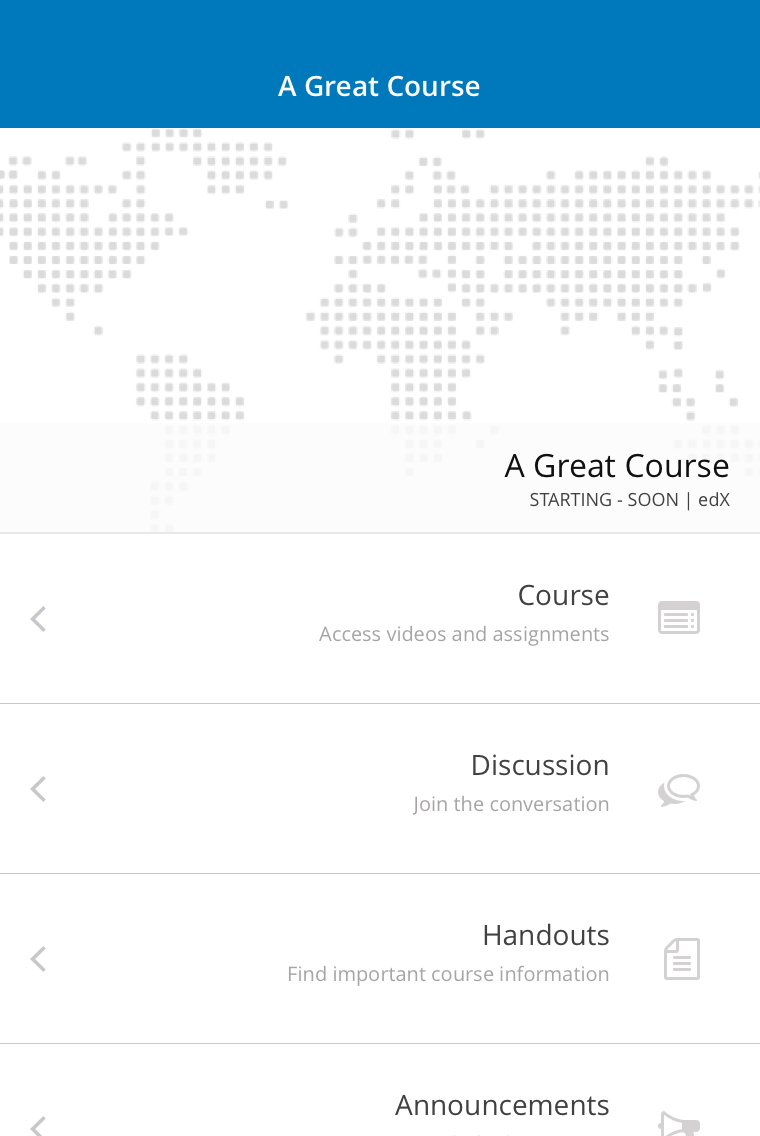 A Great Course
A Great Course
STARTING - SOON | edX
Course
Access videos and assignments
Discussion
Join the conversation
Handouts
Find important course information
Announcements